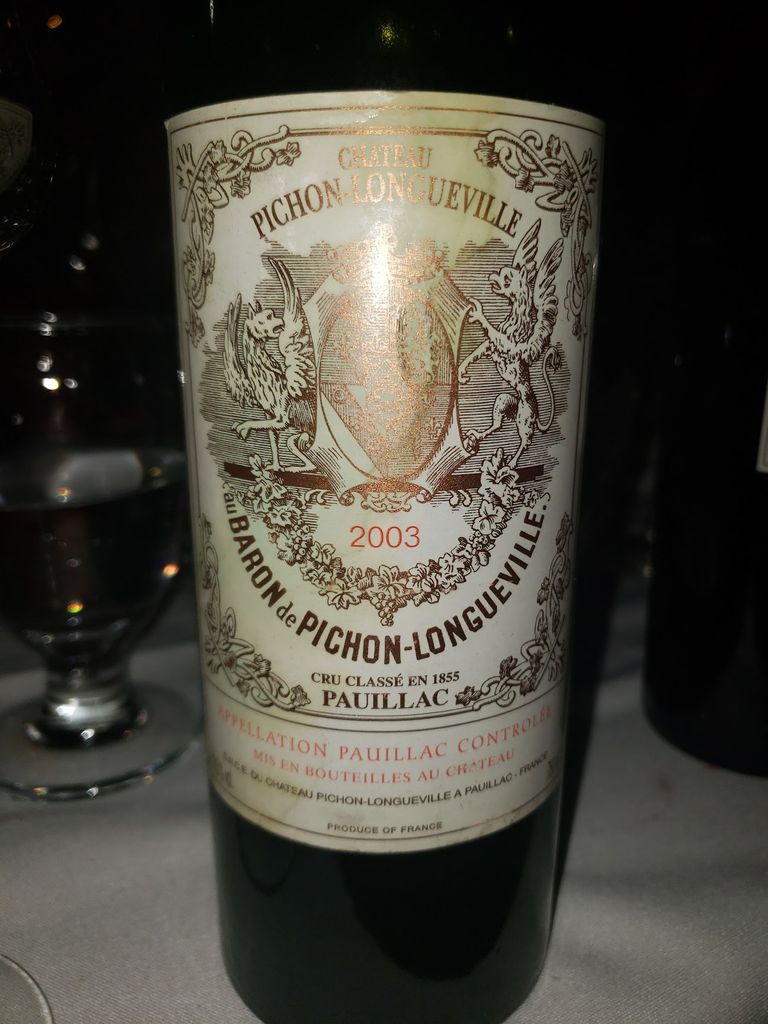 CHATEAU
PICHON-LONGUEVILLE
2003
au BARON de PICHON-LONGUEVILLE.
CRU CLASSÉ EN 1855
PAUILLAC
APPELLATION PAUILLAC CONTROLÉE
MIS EN BOUTEILLES AU CHATEAU
DU CHATEAU PICHON-LONGUEVILLE A PAUILLAC - FRANCE
PRODUCE OF FRANCE